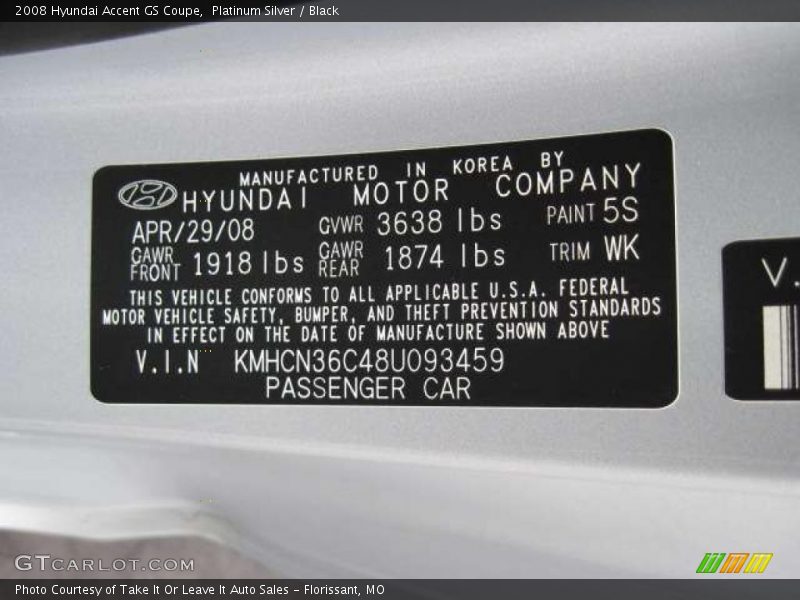 2008 Hyundai Accent GS Coupe,  Platinum Silver / Black
MANUFACTURED IN KOREA BY
HYUNDAI MOTOR COMPANY
APR/29/08 GVWR 3638 lbs PAINT 5S
GAWR FRONT 1918 lbs GAWR REAR 1874 lbs TRIM WK
THIS VEHICLE CONFORMS TO ALL APPLICABLE U.S.A. FEDERAL
MOTOR VEHICLE SAFETY, BUMPER, AND THEFT PREVENTION STANDARDS
IN EFFECT ON THE DATE OF MANUFACTURE SHOWN ABOVE
V.I.N KMHCN36C48U093459
PASSENGER CAR
V.
GTCARLOT.COM
Photo Courtesy of Take It Or Leave It Auto Sales - Florissant, MO